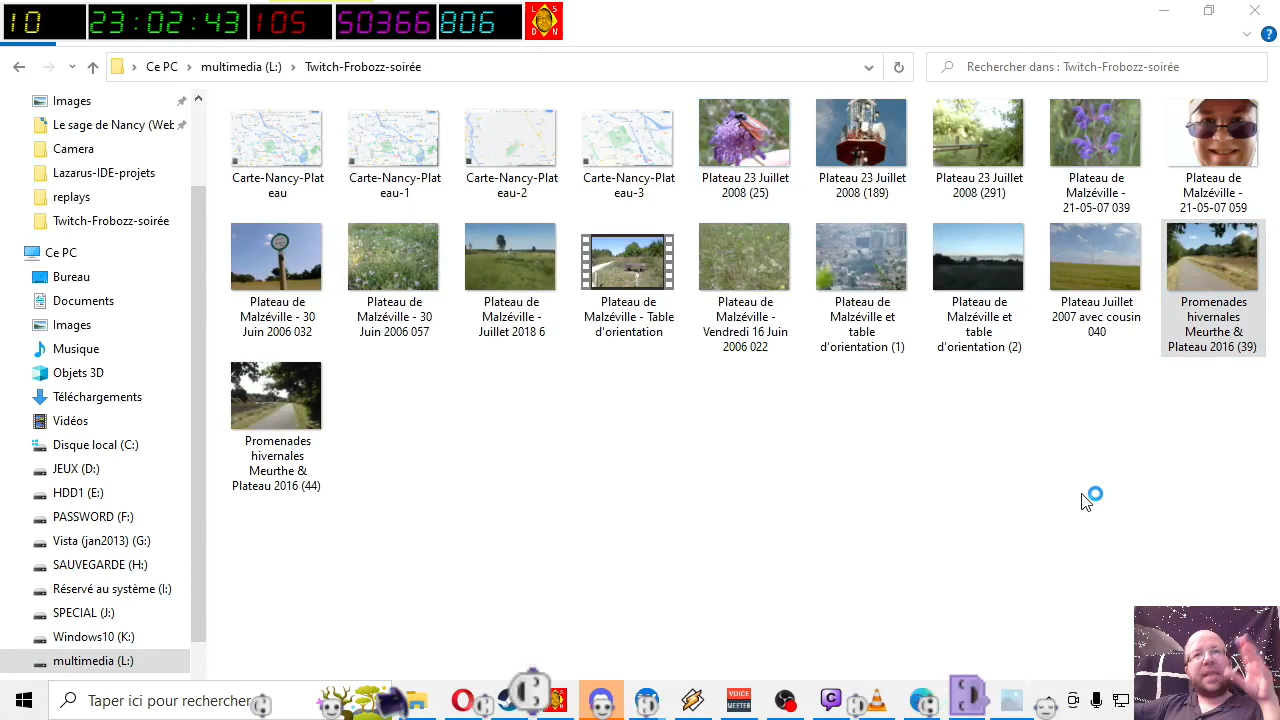 10 23:02:43 105 50366 806 5 D N
Ce PC multimedia (L:) Twitch-Frobozz-soirée
Rechercher dans : Twitch-Frobozz-soirée
Images
Le sage de Nancy (Wet
Camera
Lazarus-IDE-projets
replays
Twitch-Frobozz-soirée
Ce PC
Bureau
Documents
Images
Musique
Objets 3D
Téléchargements
Vidéos
Disque local (C:)
JEUX (D:)
HDD1 (E:)
PASSWORD (F:)
Vista (jan2013) (G:)
SAUVEGARDE (H:)
Réservé au système (I:)
SPECIAL (J:)
Windows10 (K:)
multimedia (L:)
Carte-Nancy-Plat
eau
Carte-Nancy-Plat
eau-1
Carte-Nancy-Plat
eau-2
Carte-Nancy-Plat
eau-3
Plateau 23 Juillet
2008 (25)
Plateau 23 Juillet
2008 (189)
Plateau 23 Juillet
2008 (291)
Plateau de
Malzéville -
21-05-07 039
Plateau de
Malzéville -
21-05-07 059
Plateau de
Malzéville - 30
Juin 2006 032
Plateau de
Malzéville - 30
Juin 2006 057
Plateau de
Malzéville -
Juillet 2018 6
Plateau de
Malzéville - Table
d'orientation
Plateau de
Malzéville -
Vendredi 16 Juin
2006 022
Plateau de
Malzéville et
table
d'orientation (1)
Plateau de
Malzéville et
table
d'orientation (2)
Plateau Juillet
2007 avec cousin
040
Promenades
hivernales
Meurthe &
Plateau 2016 (39)
Promenades
hivernales
Meurthe &
Plateau 2016 (44)
Taper ici pour rechercher
VOICE
MEETER